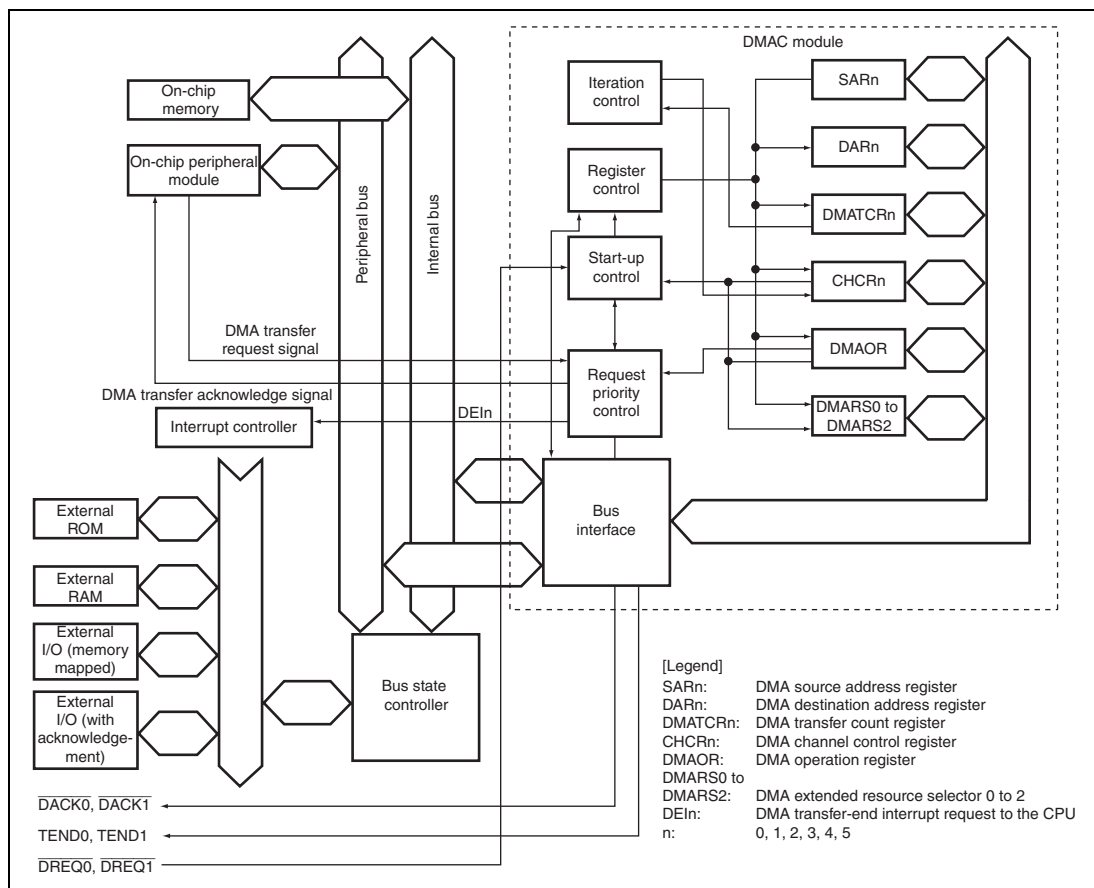 DMAC module
On-chip
memory
On-chip peripheral
module
Peripheral bus
Internal bus
Iteration
control
Register
control
Start-up
control
Request
priority
control
SARn
DARn
DMATCRn
CHCRn
DMAOR
DMARS0 to
DMARS2
DMA transfer
request signal
DMA transfer acknowledge signal
DEIn
Interrupt controller
Bus
interface
External
ROM
External
RAM
External
I/O (memory
mapped)
External
I/O (with
acknowledge-
ment)
Bus state
controller
DACK0, DACK1
TEND0, TEND1
DREQ0, DREQ1
[Legend]
SARn: DMA source address register
DARn: DMA destination address register
DMATCRn: DMA transfer count register
CHCRn: DMA channel control register
DMAOR: DMA operation register
DMARS0 to
DMARS2: DMA extended resource selector 0 to 2
DEIn: DMA transfer-end interrupt request to the CPU
n: 0, 1, 2, 3, 4, 5